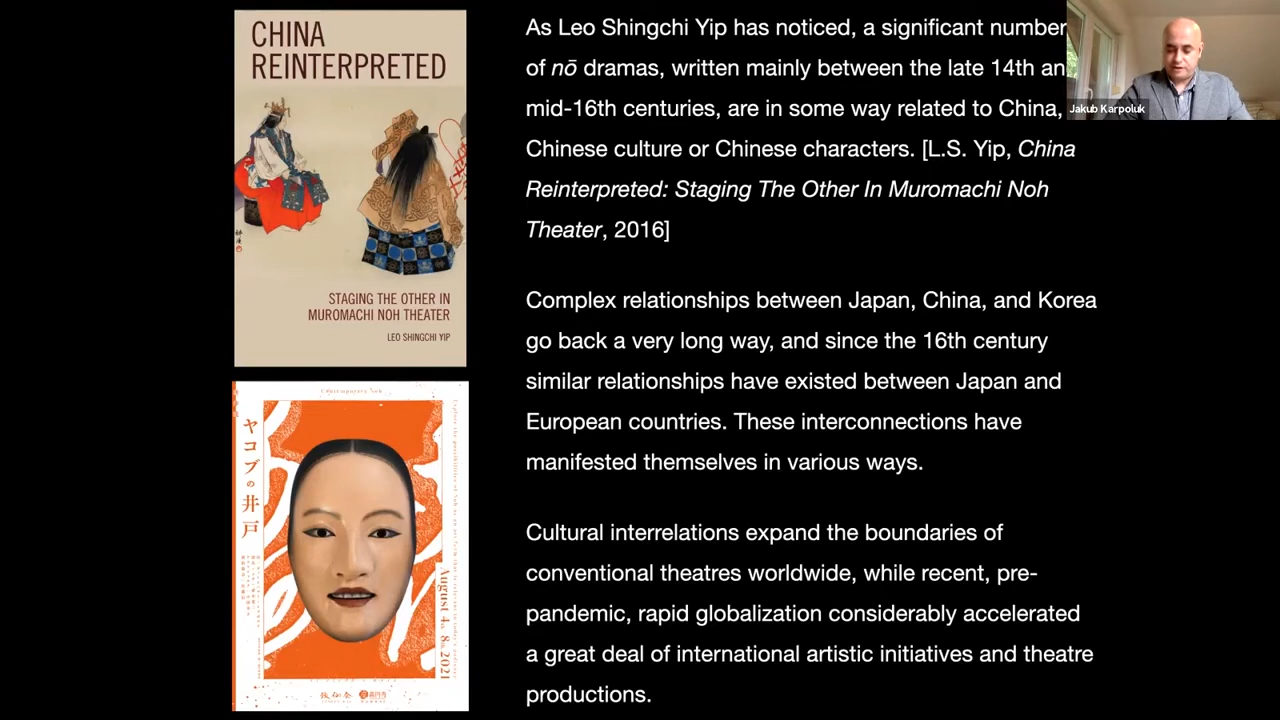 CHINA
REINTERPRETED
STAGING THE OTHER IN
MUROMACHI NOH THEATER
LEO SHINGCHI YIP
Contemporary Noh
ヤコブの井戸
August 4th 8th, 2021
As Leo Shingchi Yip has noticed, a significant number
of nō dramas, written mainly between the late 14th an
mid-16th centuries, are in some way related to China,
Chinese culture or Chinese characters. [L.S. Yip, China
Reinterpreted: Staging The Other In Muromachi Noh
Theater, 2016]
Complex relationships between Japan, China, and Korea
go back a very long way, and since the 16th century
similar relationships have existed between Japan and
European countries. These interconnections have
manifested themselves in various ways.
Cultural interrelations expand the boundaries of
conventional theatres worldwide, while recent, pre-
pandemic, rapid globalization considerably accelerated
a great deal of international artistic initiatives and theatre
productions.
Jakub Karpoluk